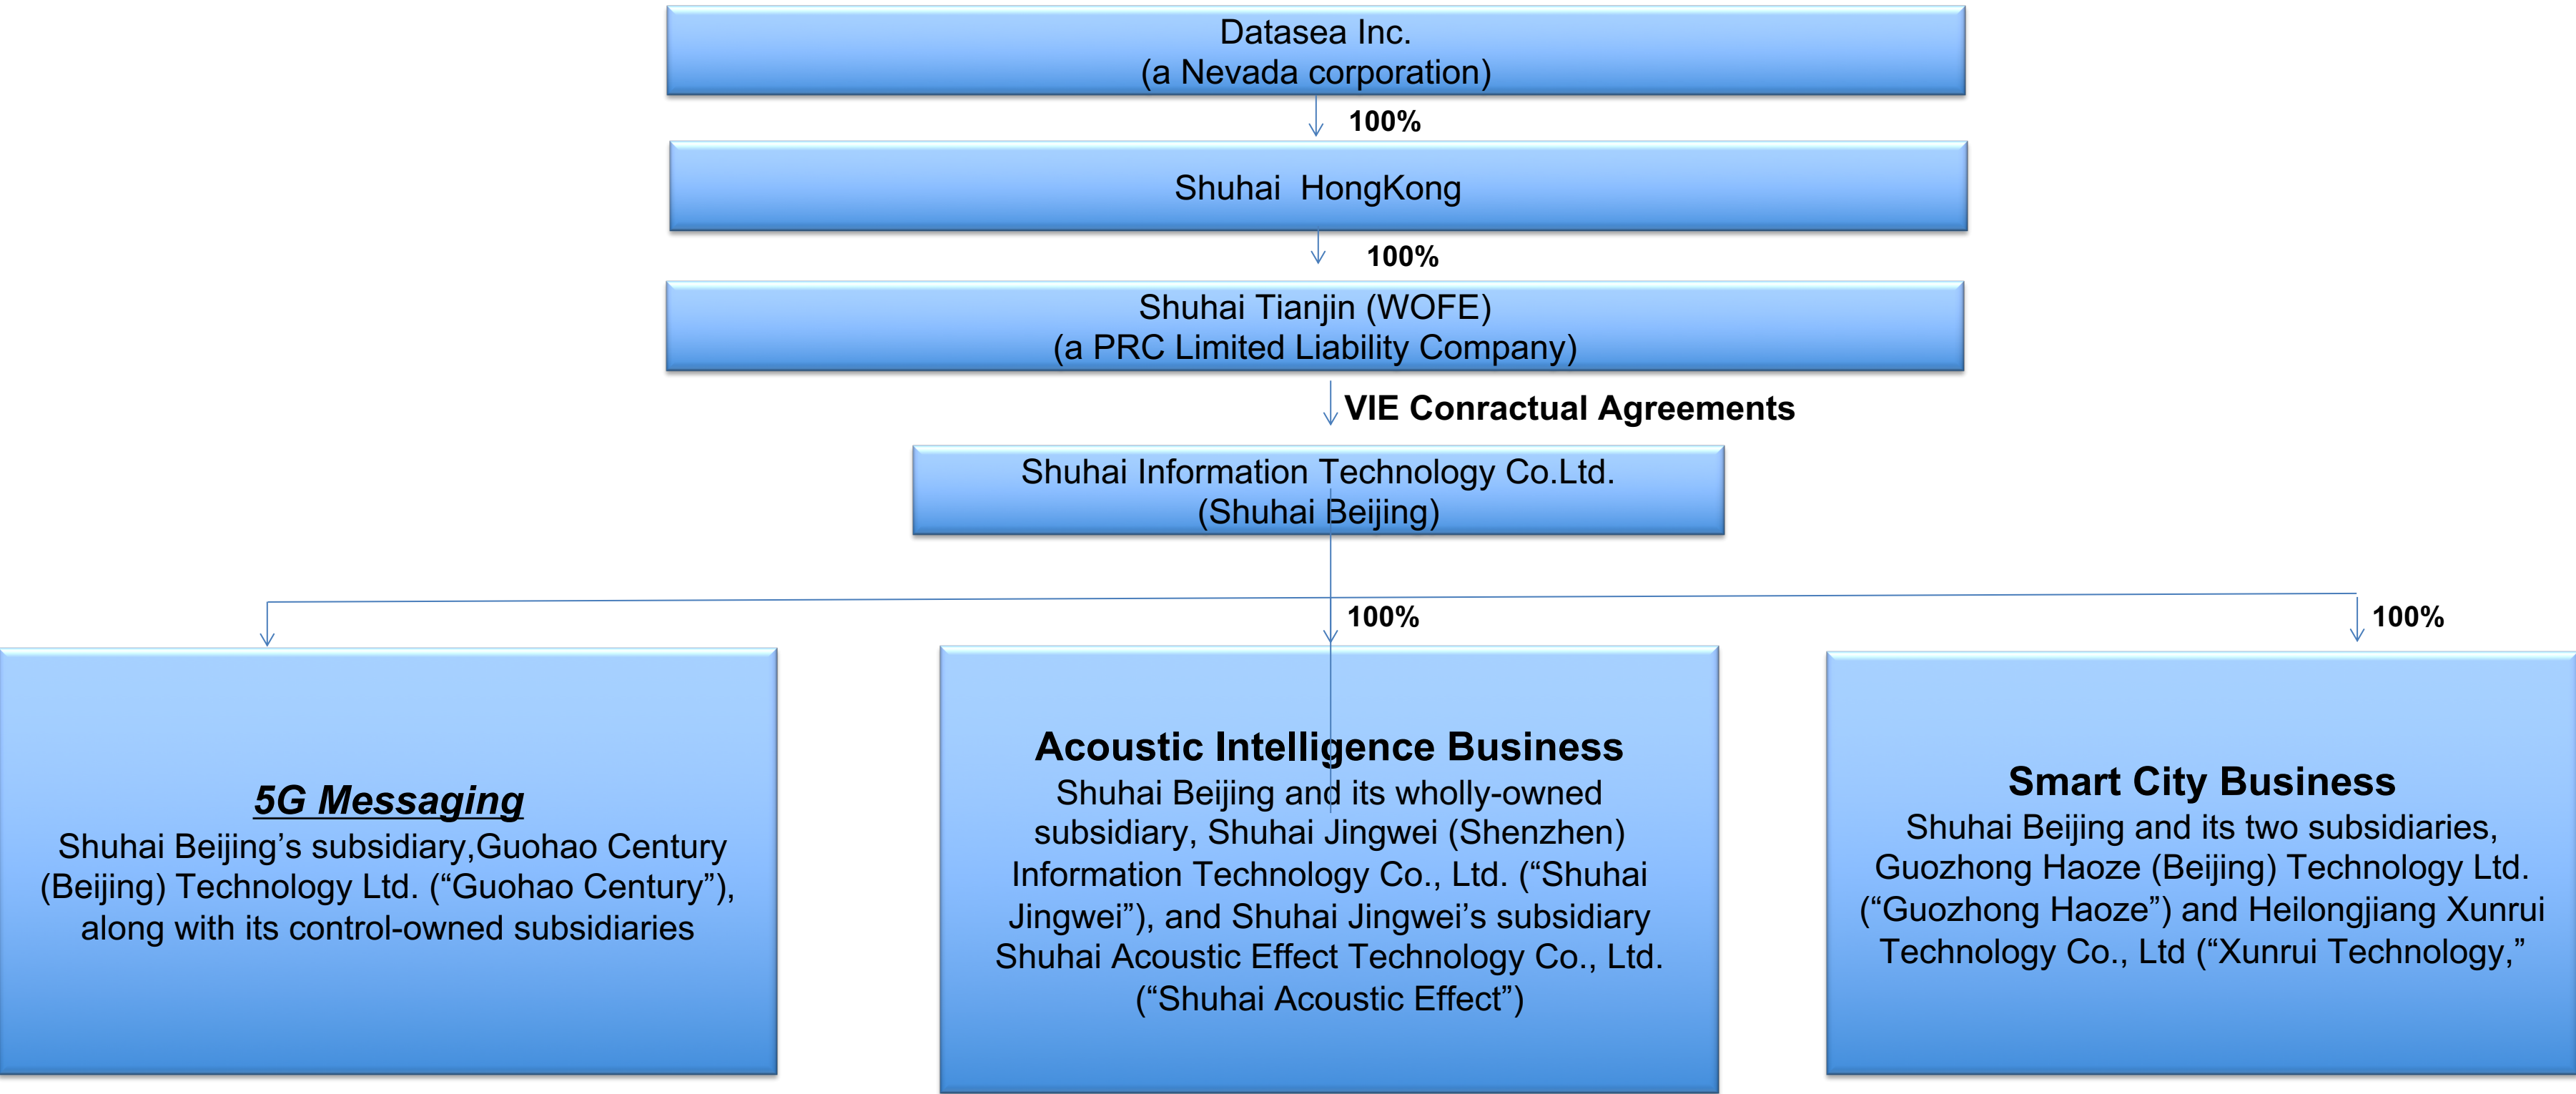 Datasea Inc.
(a Nevada corporation)
100%
Shuhai HongKong
100%
Shuhai Tianjin (WOFE)
(a PRC Limited Liability Company)
VIE Conractual Agreements
Shuhai Information Technology Co.Ltd.
(Shuhai Beijing)
100%
100%
5G Messaging
Shuhai Beijing’s subsidiary,Guohao Century
(Beijing) Technology Ltd. (“Guohao Century”),
along with its control-owned subsidiaries
Acoustic Intelligence Business
Shuhai Beijing and its wholly-owned
subsidiary, Shuhai Jingwei (Shenzhen)
Information Technology Co., Ltd. (“Shuhai
Jingwei”), and Shuhai Jingwei’s subsidiary
Shuhai Acoustic Effect Technology Co., Ltd.
(“Shuhai Acoustic Effect”)
Smart City Business
Shuhai Beijing and its two subsidiaries,
Guozhong Haoze (Beijing) Technology Ltd.
(“Guozhong Haoze”) and Heilongjiang Xunrui
Technology Co., Ltd (“Xunrui Technology,”